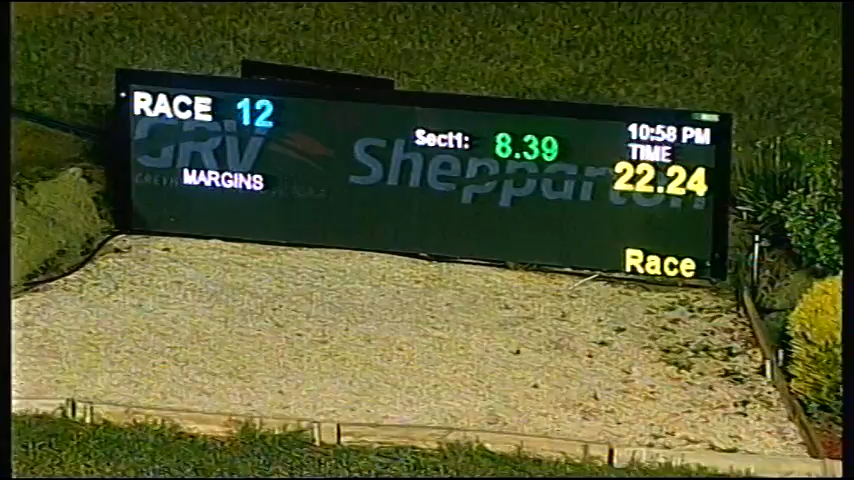 RACE 12
10:58 PM
Sect1: 8.39
TIME
GRV
Shepparton
22.24
MARGINS
Race